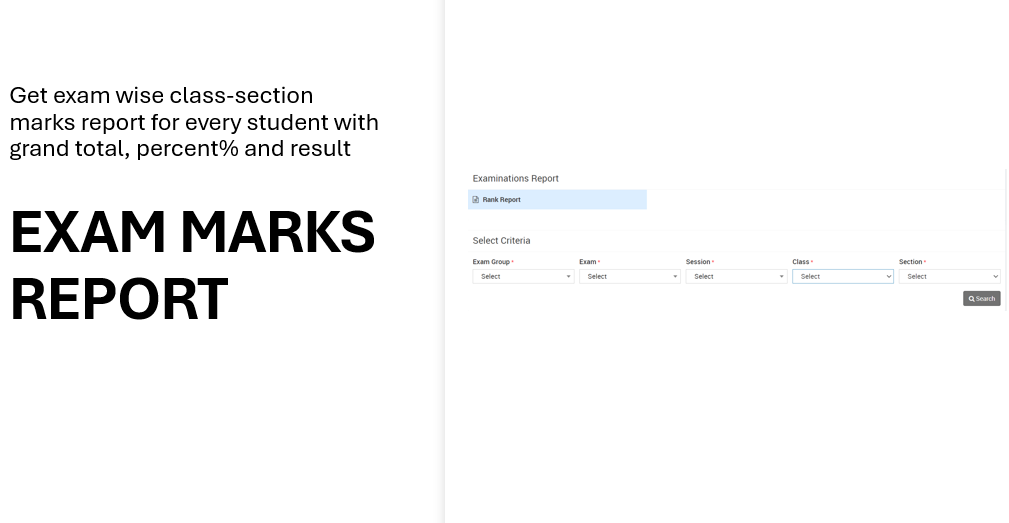 Get exam wise class-section
marks report for every student with
grand total, percent% and result
EXAM MARKS
REPORT
Examinations Report
Rank Report
Select Criteria
Exam Group * Exam * Session * Class * Section *
Select Select Select Select Select
Search